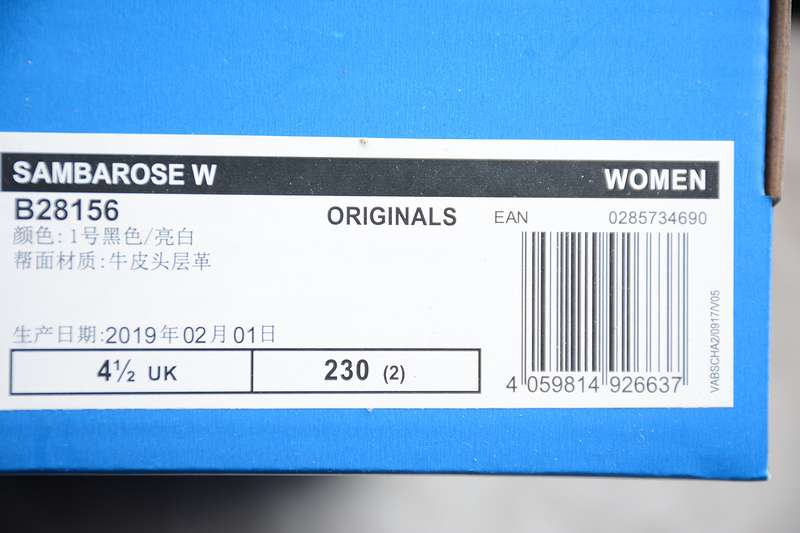 SAMBAROSE W WOMEN
B28156 ORIGINALS EAN 0285734690
颜色:1号黑色/亮白
帮面材质:牛皮头层革
生产日期:2019年02月01日
4½ UK 230 (2)
4 059814 926637
VABSCHA2/0917/V05